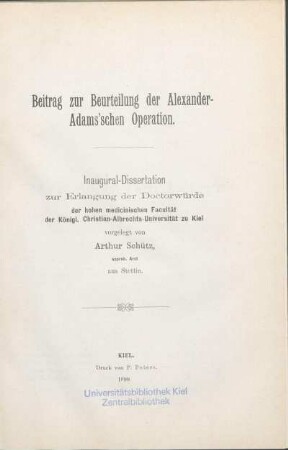 Beitrag zur Beurteilung der Alexander-
Adams'schen Operation.
Inaugural-Dissertation
zur Erlangung der Doctorwürde
der hohen medicinischen Facultät
der Königl. Christian-Albrechts-Universität zu Kiel
vorgelegt von
Arthur Schütz,
approb. Arzt
aus Stettin.
KIEL,
Druck von P. Peters.
Universitätsbibliothek Kiel
Zentralbibliothek